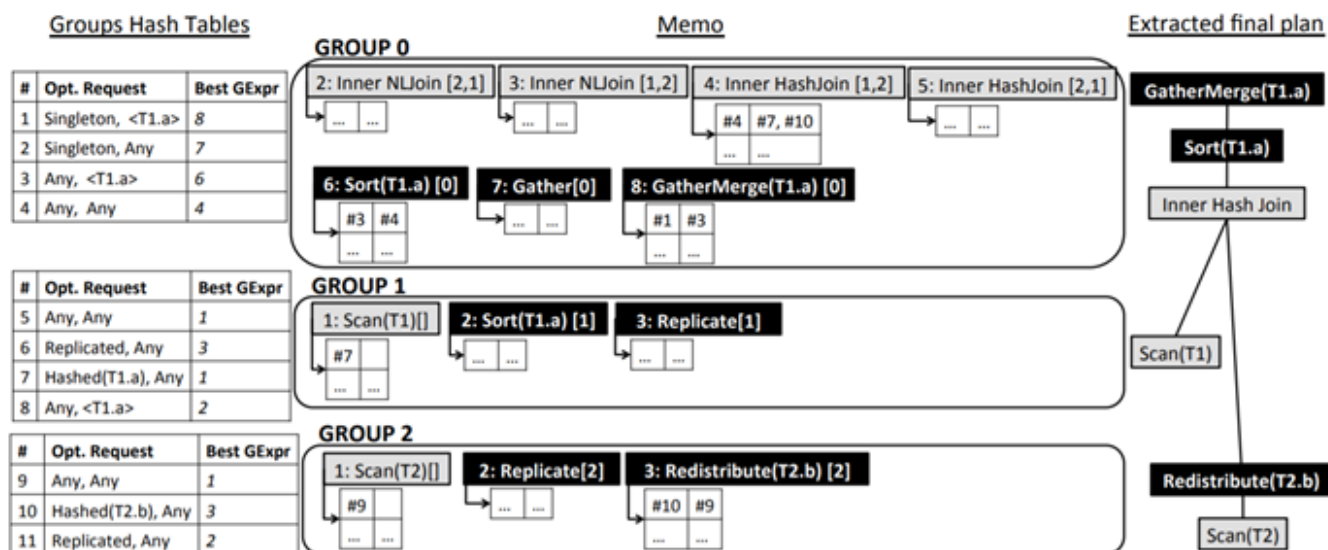 Groups Hash Tables
Memo
Extracted final plan
GROUP 0
# Opt. Request Best GExpr
1 Singleton, <T1.a> 8
2 Singleton, Any 7
3 Any, <T1.a> 6
4 Any, Any 4
2: Inner NLJoin [2,1]
... ...
3: Inner NLJoin [1,2]
... ...
4: Inner HashJoin [1,2]
#4 #7, #10
... ...
5: Inner HashJoin [2,1]
... ...
6: Sort(T1.a) [0]
#3 #4
... ...
7: Gather[0]
... ...
8: GatherMerge(T1.a) [0]
#1 #3
... ...
GROUP 1
# Opt. Request Best GExpr
5 Any, Any 1
6 Replicated, Any 3
7 Hashed(T1.a), Any 1
8 Any, <T1.a> 2
1: Scan(T1)[]
#7
... ...
2: Sort(T1.a) [1]
... ...
3: Replicate[1]
... ...
GROUP 2
# Opt. Request Best GExpr
9 Any, Any 1
10 Hashed(T2.b), Any 3
11 Replicated, Any 2
1: Scan(T2)[]
#9
... ...
2: Replicate[2]
... ...
3: Redistribute(T2.b) [2]
#10 #9
... ...
GatherMerge(T1.a)
Sort(T1.a)
Inner Hash Join
Scan(T1)
Redistribute(T2.b)
Scan(T2)